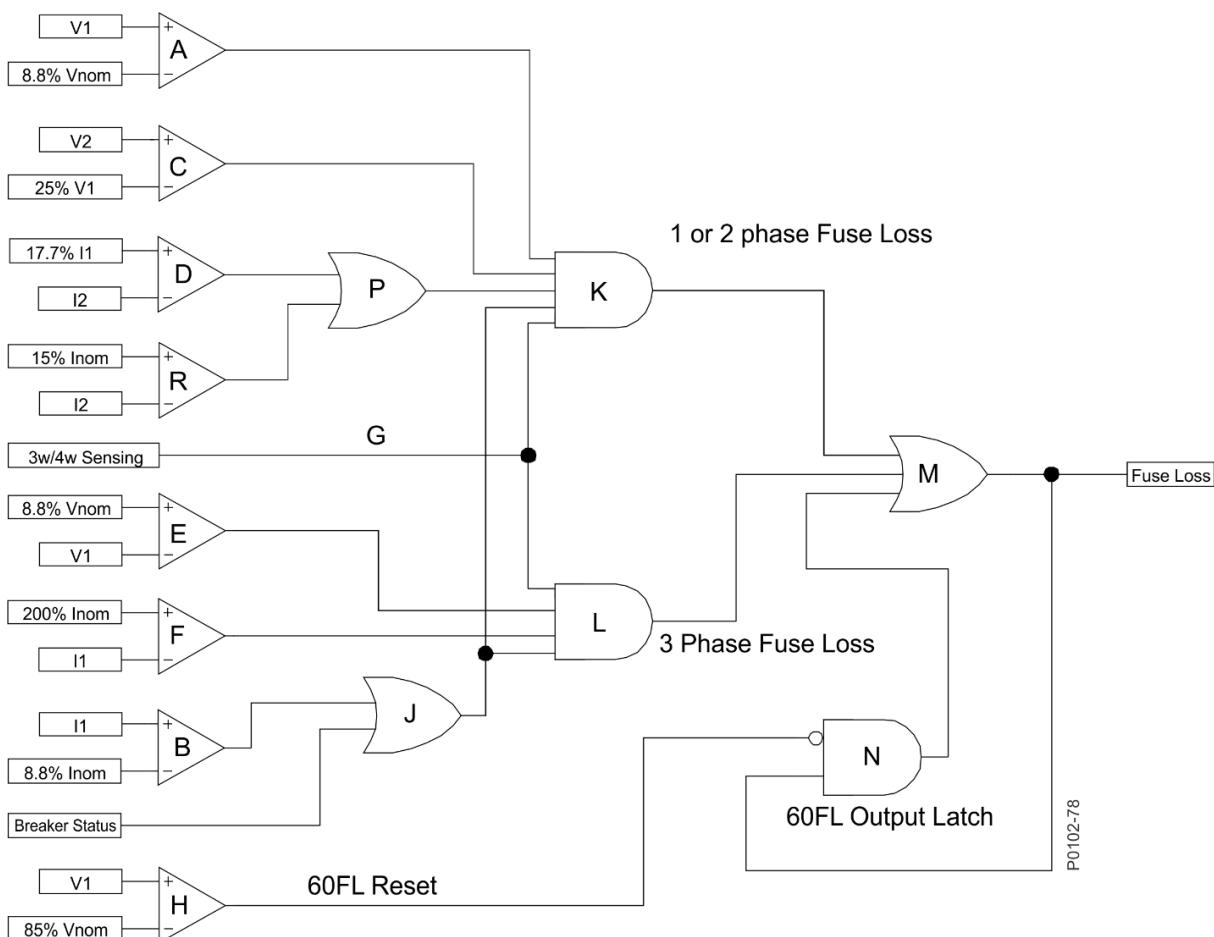 V1
+
A
8.8% Vnom
−
V2
+
C
25% V1
−
1 or 2 phase Fuse Loss
17.7% I1
+
D
I2
−
P
K
15% Inom
+
R
I2
−
G
3w/4w Sensing
M
Fuse Loss
8.8% Vnom
+
E
V1
−
200% Inom
+
F
I1
−
L
3 Phase Fuse Loss
I1
+
B
8.8% Inom
−
J
N
60FL Output Latch
Breaker Status
P0102-78
V1
+
H
85% Vnom
−
60FL Reset